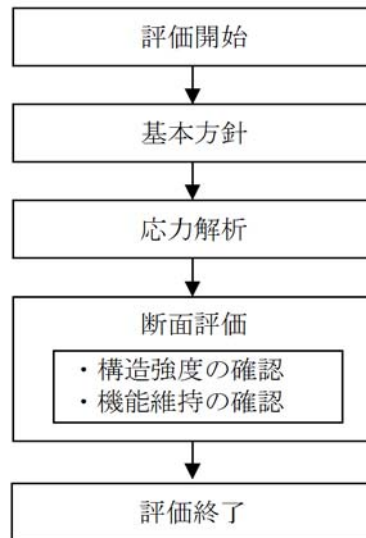 評価開始
基本方針
応力解析
断面評価
・構造強度の確認
・機能維持の確認
評価終了